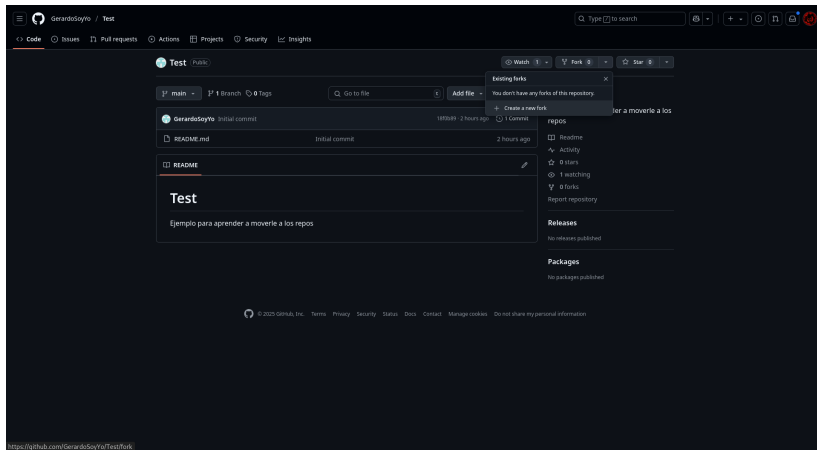 GerardoSoyYo / Test
Type / to search
Code Issues Pull requests Actions Projects Security Insights
Test Public
Watch 1 Fork 0 Star 0
Existing forks
You don't have any forks of this repository.
Create a new fork
main 1 Branch 0 Tags Go to file t Add file
er a moverle a los
repos
GerardoSoyYo Initial commit 2 hours ago 1 Commit
README.md Initial commit 2 hours ago
Readme
Activity
0 stars
1 watching
0 forks
Report repository
README
Test
Ejemplo para aprender a moverle a los repos
Releases
No releases published
Packages
No packages published
© 2025 GitHub, Inc. Terms Privacy Security Status Docs Contact Manage cookies Do not share my personal information
https://github.com/GerardoSoyYo/Test/fork